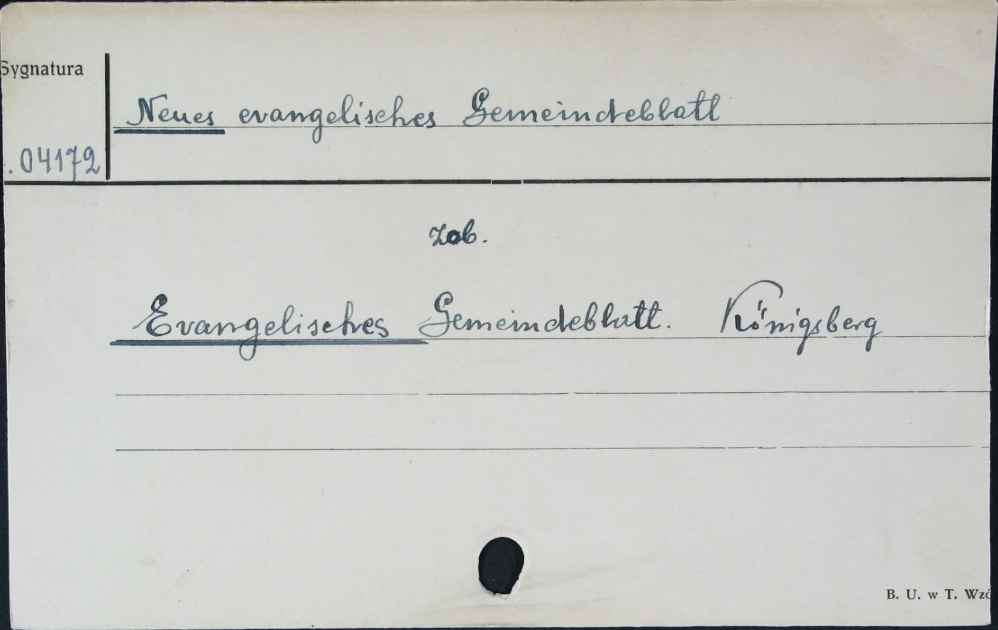 Sygnatura
Neues evangelisches Gemeindeblatt
. 04172
zob.
Evangelisches Gemeindeblatt. Königsberg
B. U. w T. Wzó